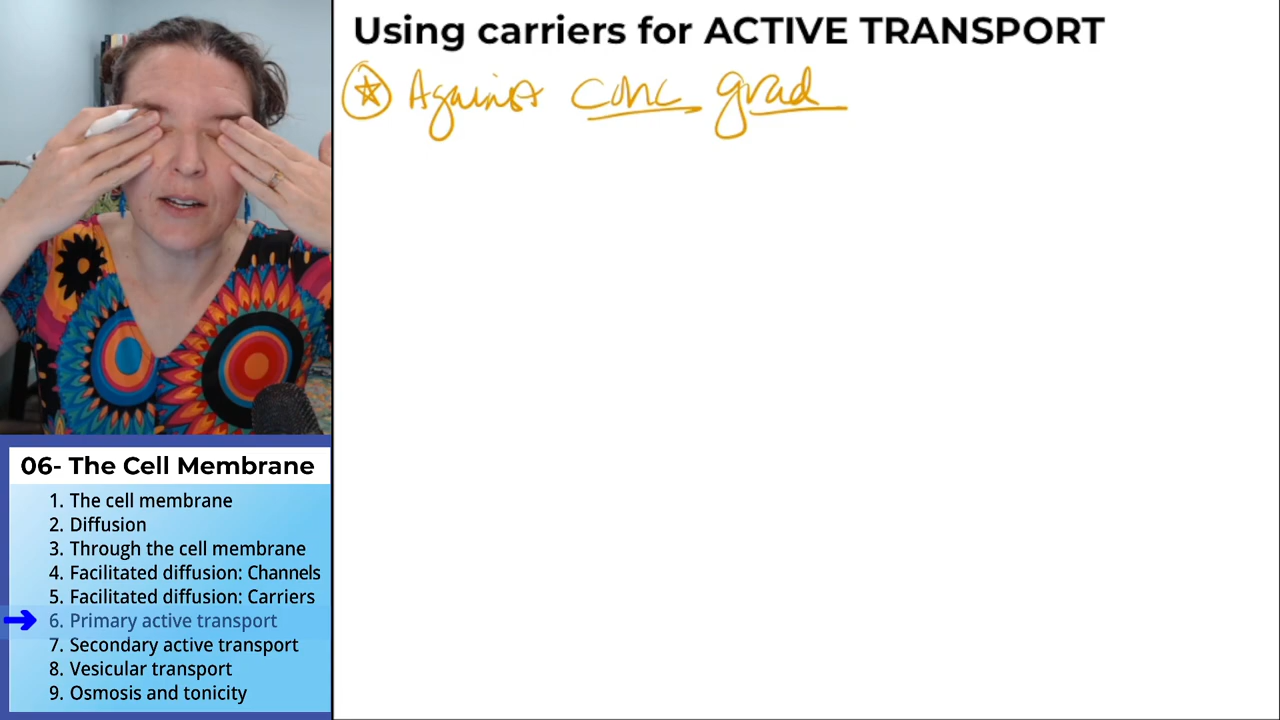 Using carriers for ACTIVE TRANSPORT
Against conc grad
06- The Cell Membrane
1. The cell membrane
2. Diffusion
3. Through the cell membrane
4. Facilitated diffusion: Channels
5. Facilitated diffusion: Carriers
6. Primary active transport
7. Secondary active transport
8. Vesicular transport
9. Osmosis and tonicity